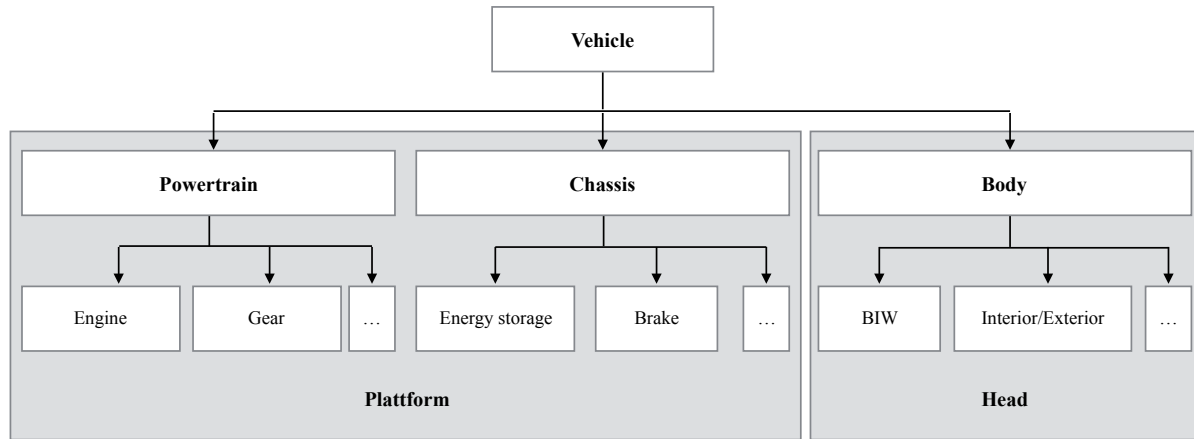 Vehicle
Powertrain
Chassis
Body
Engine
Gear
…
Energy storage
Brake
…
BIW
Interior/Exterior
…
Plattform
Head